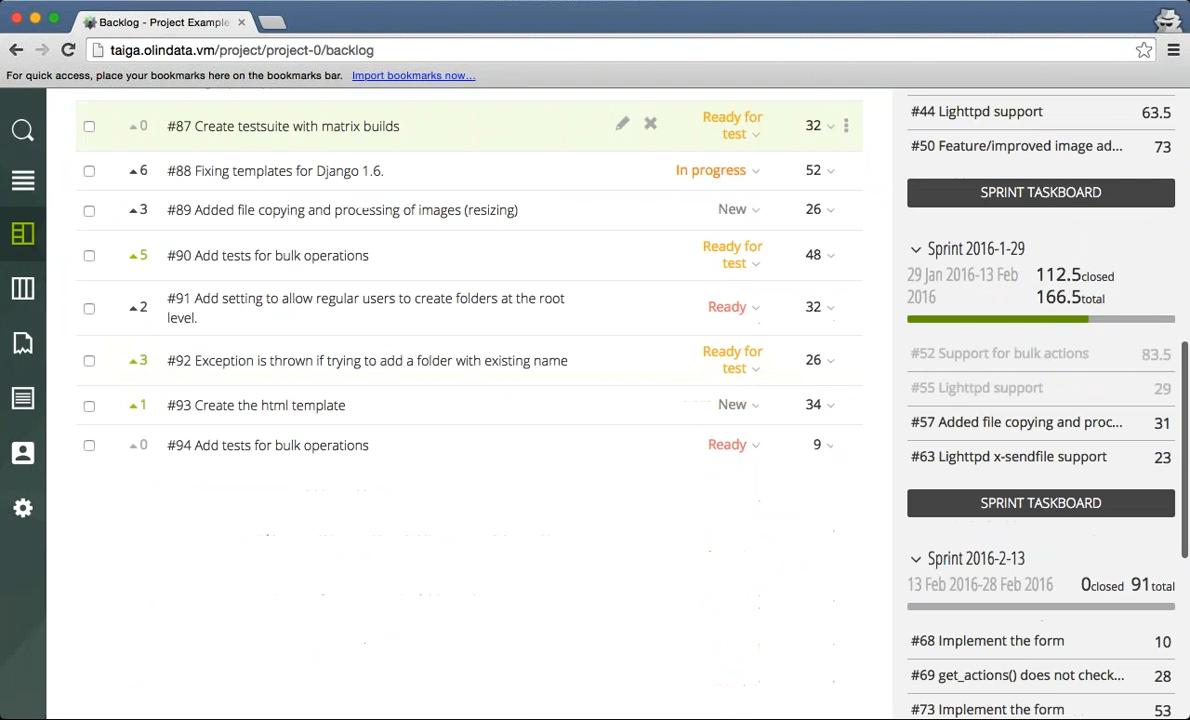 Backlog - Project Example
taiga.olindata.vm/project/project-0/backlog
For quick access, place your bookmarks here on the bookmarks bar. Import bookmarks now...
0 #87 Create testsuite with matrix builds Ready for test 32
6 #88 Fixing templates for Django 1.6. In progress 52
3 #89 Added file copying and processing of images (resizing) New 26
5 #90 Add tests for bulk operations Ready for test 48
2 #91 Add setting to allow regular users to create folders at the root
level. Ready 32
3 #92 Exception is thrown if trying to add a folder with existing name Ready for test 26
1 #93 Create the html template New 34
0 #94 Add tests for bulk operations Ready 9
#44 Lighttpd support 63.5
#50 Feature/improved image ad... 73
SPRINT TASKBOARD
Sprint 2016-1-29
29 Jan 2016-13 Feb 2016 112.5 closed
166.5 total
#52 Support for bulk actions 83.5
#55 Lighttpd support 29
#57 Added file copying and proc... 31
#63 Lighttpd x-sendfile support 23
SPRINT TASKBOARD
Sprint 2016-2-13
13 Feb 2016-28 Feb 2016 0 closed 91 total
#68 Implement the form 10
#69 get_actions() does not check... 28
#73 Implement the form 53